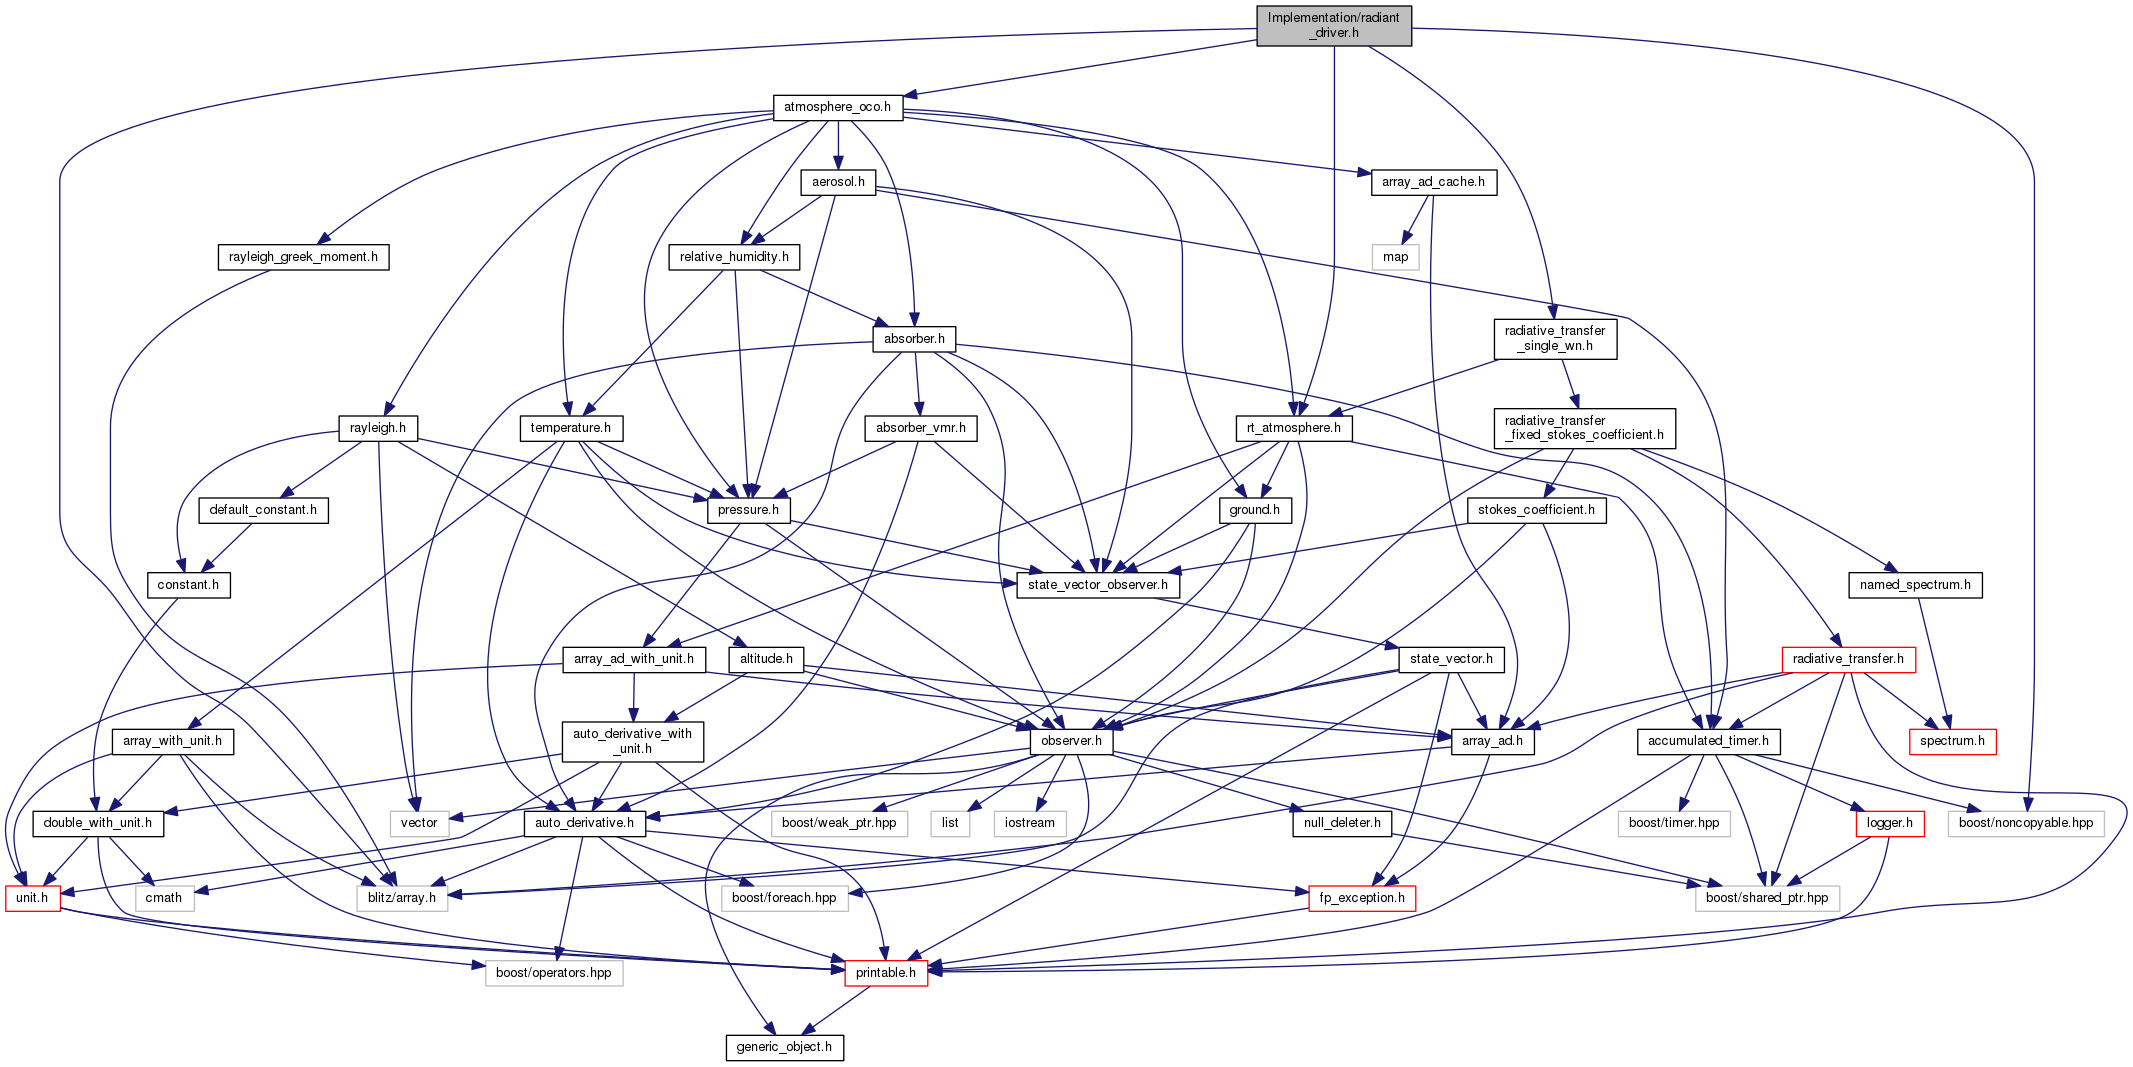 Implementation/radiant
_driver.h
atmosphere_oco.h
aerosol.h
array_ad_cache.h
rayleigh_greek_moment.h
relative_humidity.h
map
absorber.h
radiative_transfer
_single_wn.h
rayleigh.h
temperature.h
absorber_vmr.h
rt_atmosphere.h
radiative_transfer
_fixed_stokes_coefficient.h
default_constant.h
pressure.h
ground.h
stokes_coefficient.h
constant.h
state_vector_observer.h
named_spectrum.h
array_ad_with_unit.h
altitude.h
state_vector.h
radiative_transfer.h
array_with_unit.h
auto_derivative_with
_unit.h
observer.h
array_ad.h
accumulated_timer.h
spectrum.h
double_with_unit.h
vector
auto_derivative.h
boost/weak_ptr.hpp
list
iostream
null_deleter.h
boost/timer.hpp
logger.h
boost/noncopyable.hpp
unit.h
cmath
blitz/array.h
boost/foreach.hpp
fp_exception.h
boost/shared_ptr.hpp
boost/operators.hpp
printable.h
generic_object.h